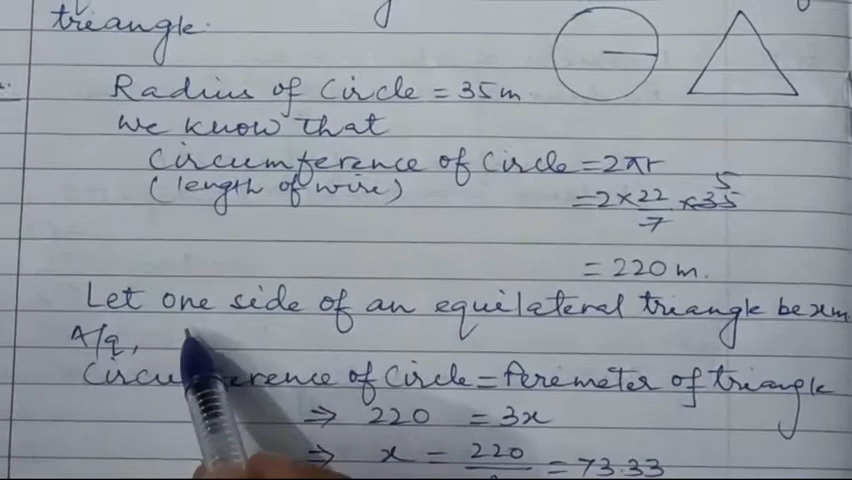 triangle.
Radius of Circle = 35m.
We know that
Circumference of Circle = 2πr
(length of wire) = 2 × 22/7 × 35 5
= 220 m.
Let one side of an equilateral triangle be xm
A/q,
Circumference of Circle = Perimeter of triangle
⇒ 220 = 3x
⇒ x = 220/3 = 73.33